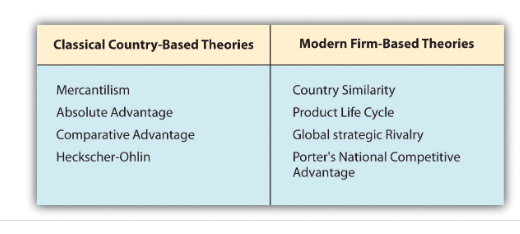 Classical Country-Based Theories
Modern Firm-Based Theories
Mercantilism
Absolute Advantage
Comparative Advantage
Heckscher-Ohlin
Country Similarity
Product Life Cycle
Global strategic Rivalry
Porter's National Competitive
Advantage